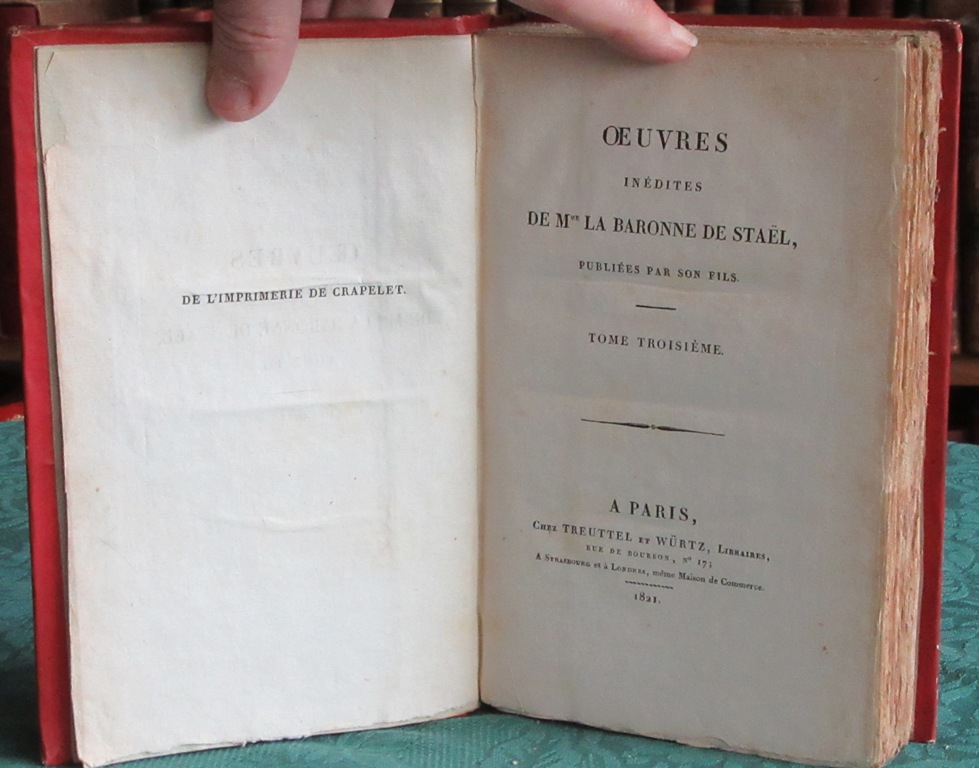 DE L'IMPRIMERIE DE CRAPELET.
ŒUVRES
INÉDITES
DE Mme LA BARONNE DE STAËL,
PUBLIÉES PAR SON FILS.
TOME TROISIÈME.
A PARIS,
Chez TREUTTEL et WÜRTZ, Libraires,
RUE DE BOURBON, N° 17;
A Strasbourg et à Londres, même Maison de Commerce.
1821.